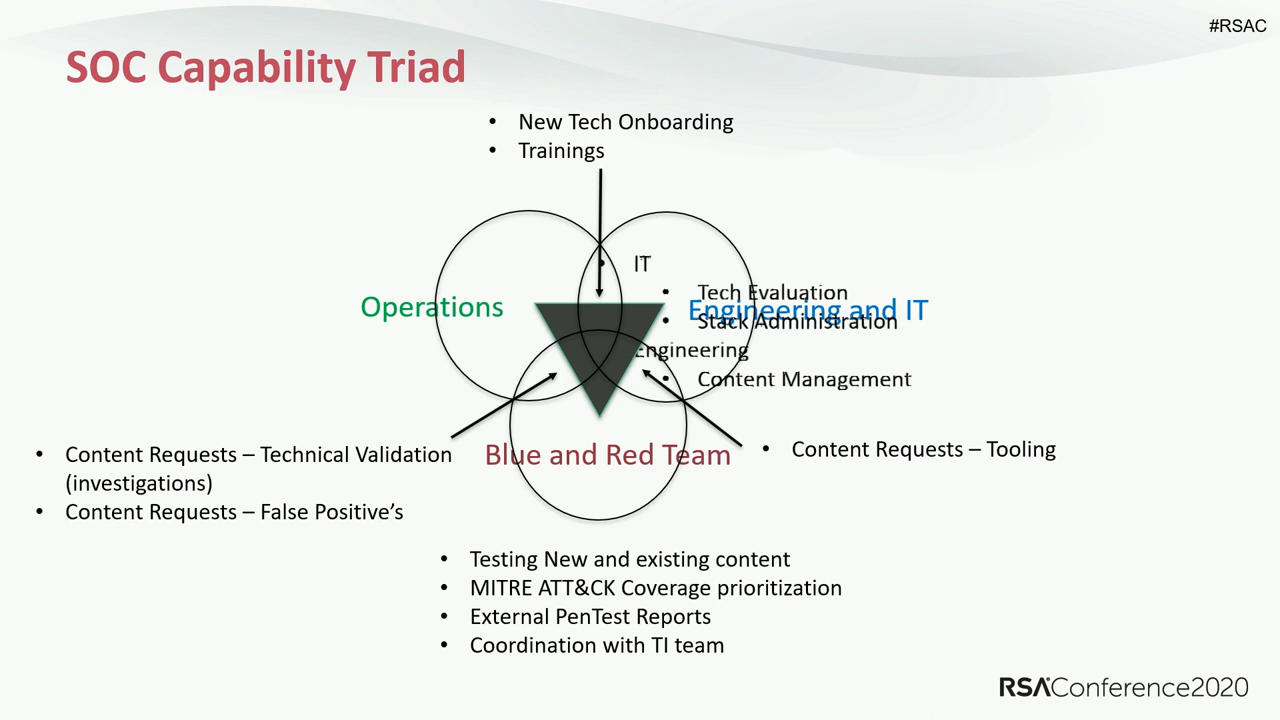 #RSAC
SOC Capability Triad
• New Tech Onboarding
• Trainings
• IT
• Tech Evaluation
Operations
Engineering and IT
• Stack Administration
Engineering
• Content Management
• Content Requests – Technical Validation
(investigations)
• Content Requests – False Positive’s
Blue and Red Team
• Content Requests – Tooling
• Testing New and existing content
• MITRE ATT&CK Coverage prioritization
• External PenTest Reports
• Coordination with TI team
RSAConference2020